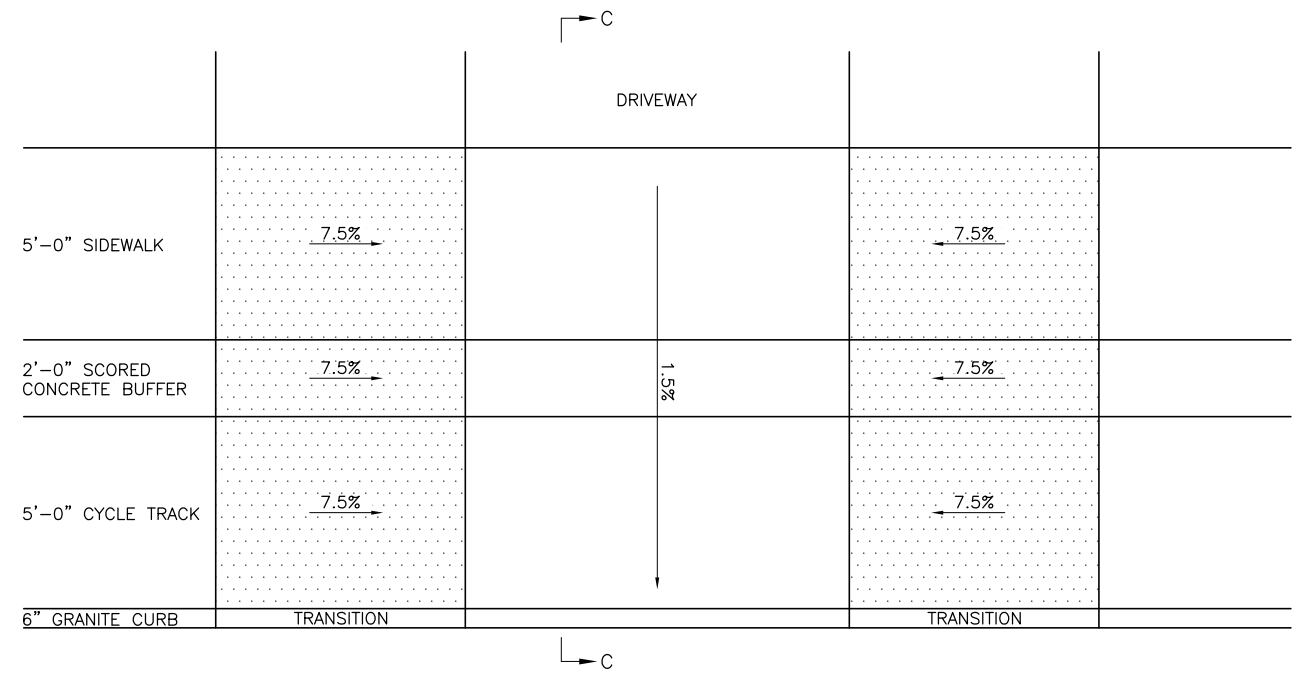 C
DRIVEWAY
5'-0" SIDEWALK
7.5%
7.5%
2'-0" SCORED
CONCRETE BUFFER
7.5%
1.5%
7.5%
5'-0" CYCLE TRACK
7.5%
7.5%
6" GRANITE CURB
TRANSITION
TRANSITION
C